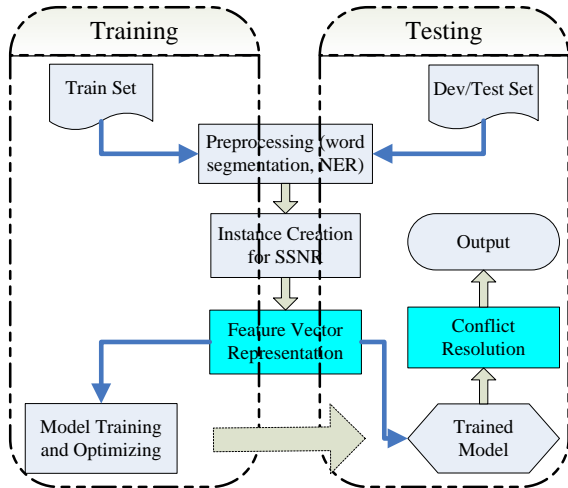 Training
Testing
Train Set
Dev/Test Set
Preprocessing (word
segmentation, NER)
Instance Creation
for SSNR
Output
Feature Vector
Representation
Conflict
Resolution
Model Training
and Optimizing
Trained
Model